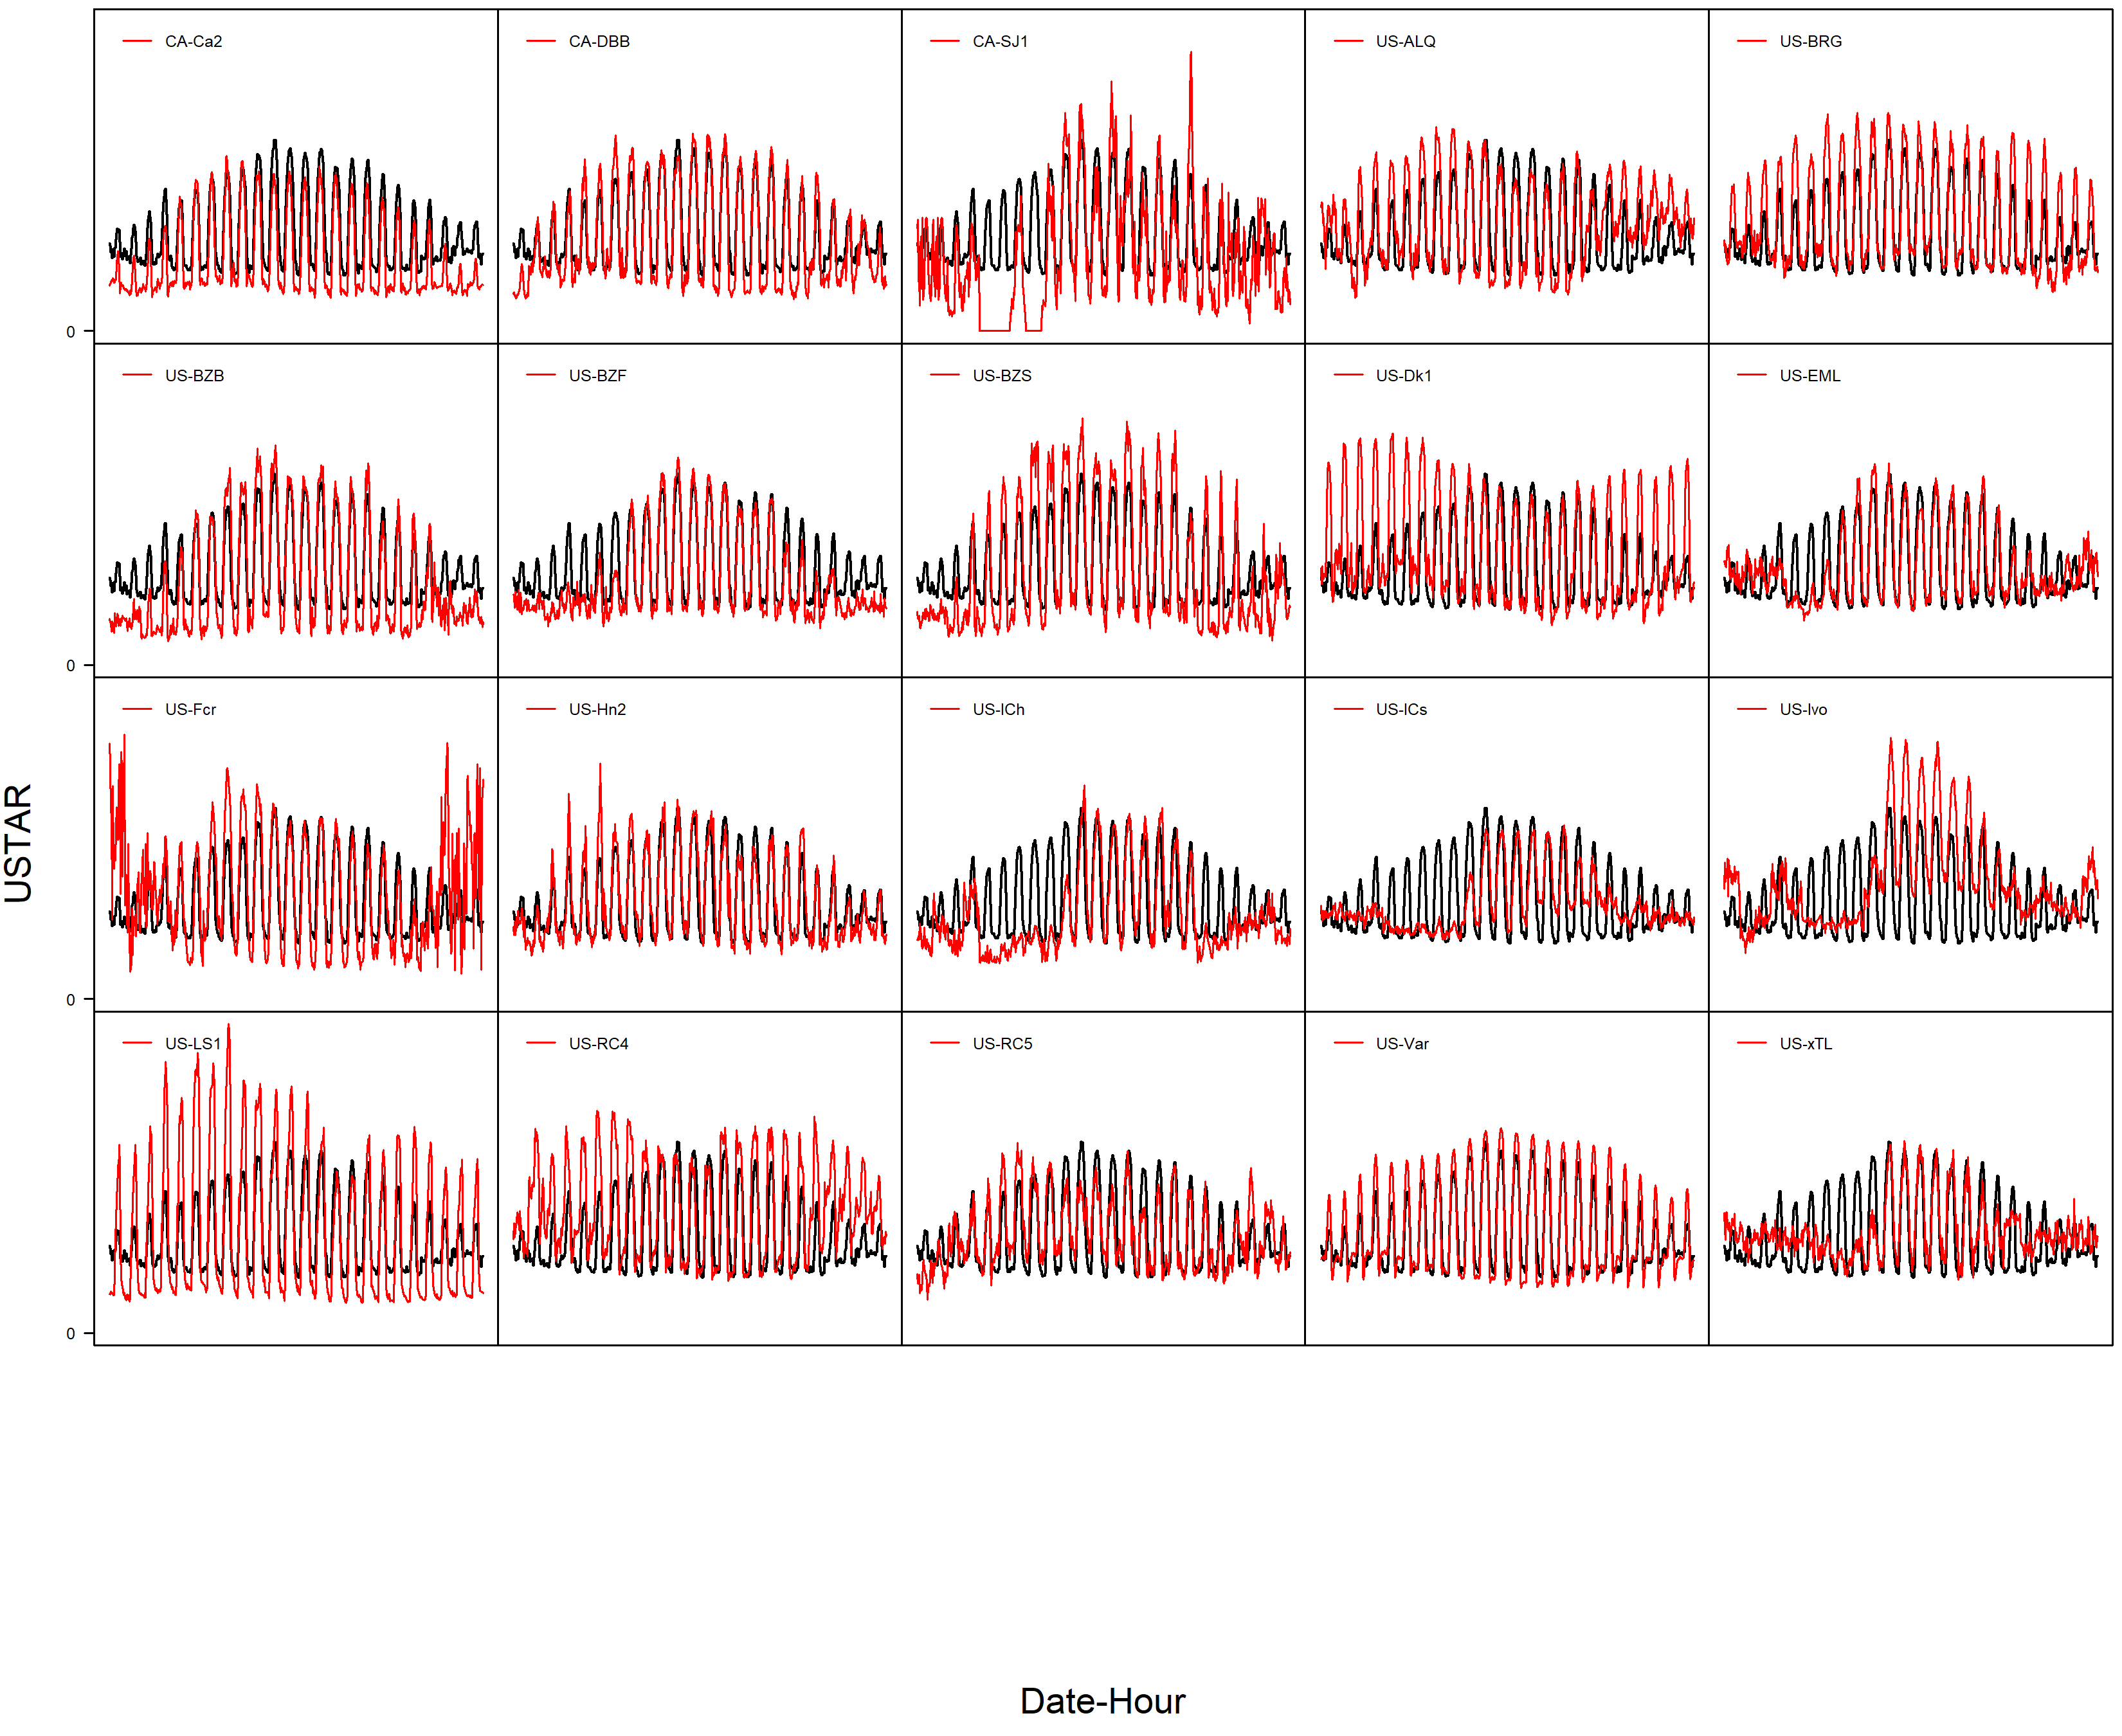 CA-Ca2
CA-DBB
CA-SJ1
US-ALQ
US-BRG
0
US-BZB
US-BZF
US-BZS
US-Dk1
US-EML
0
US-Fcr
US-Hn2
US-ICh
US-ICs
US-Ivo
USTAR
0
US-LS1
US-RC4
US-RC5
US-Var
US-xTL
0
Date-Hour